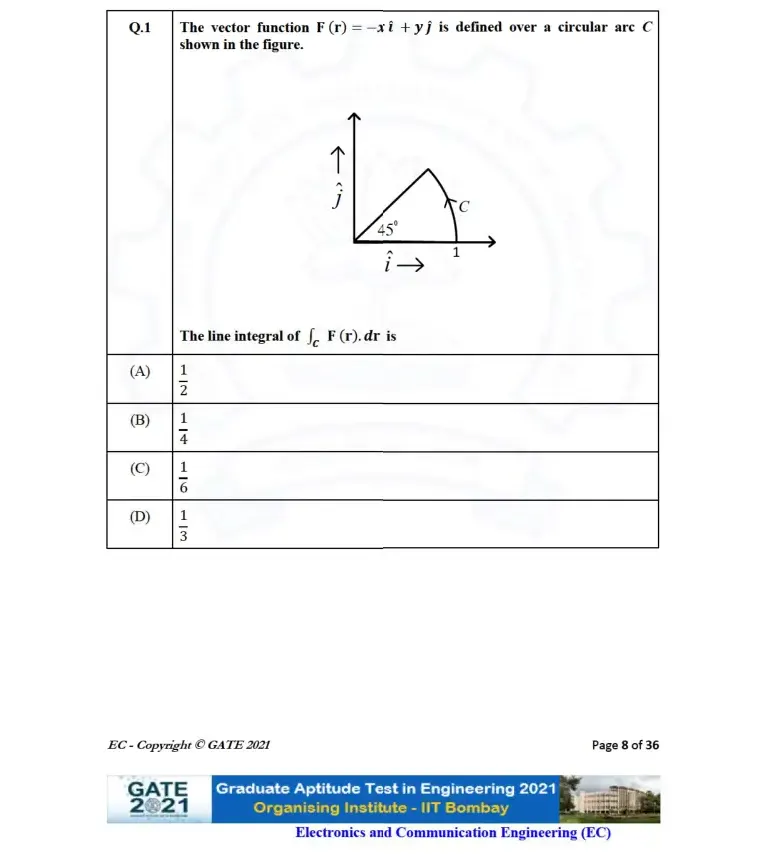 Q.1 The vector function F (r) = −x î + y ĵ is defined over a circular arc C
shown in the figure.
ĵ
45°
C
î
1
The line integral of ∫C F (r). dr is
(A) 1/2
(B) 1/4
(C) 1/6
(D) 1/3
EC - Copyright © GATE 2021 Page 8 of 36
GATE
2021
Graduate Aptitude Test in Engineering 2021
Organising Institute - IIT Bombay
Electronics and Communication Engineering (EC)